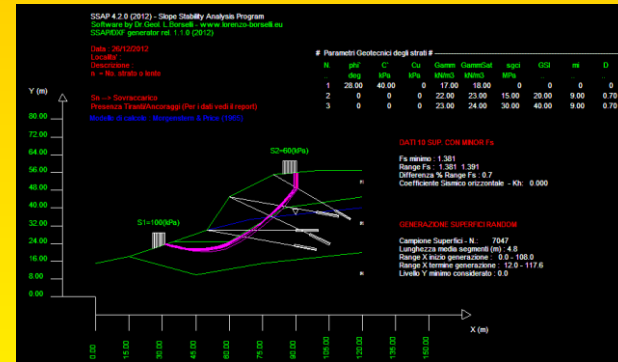 SSAP 4.2.0 (2012) - Slope Stability Analysis Program
Software by Dr Geol. L.Borselli - www.lorenzo-borselli.eu
SSAP/DXF generator rel. 1.1.0 (2012)
Data : 26/12/2012
Localita' :
Descrizione :
n = No. strato o lente
Sn --> Sovraccarico
Presenza Tiranti/Ancoraggi (Per i dati vedi il report)
Modello di calcolo : Morgenstern & Price (1965)
# Parametri Geotecnici degli strati #
N. phi' C' Cu Gamm GammSat sgci GSI mi D
deg kPa kPa kN/m3 kN/m3 MPa
1 28.00 40.00 0 17.00 18.00 0 0 0 0
2 0 0 0 22.00 23.00 15.00 20.00 9.00 0.70
3 0 0 0 23.00 24.00 30.00 40.00 9.00 0.70
DATI 10 SUP. CON MINOR Fs
Fs minimo : 1.381
Range Fs : 1.381 1.391
Differenza % Range Fs : 0.7
Coefficiente Sismico orizzontale - Kh: 0.000
GENERAZIONE SUPERFICI RANDOM
Campione Superfici - N.: 7047
Lunghezza media segmenti (m) : 4.8
Range X inizio generazione : 0.0 - 108.0
Range X termine generazione : 12.0 - 117.6
Livello Y minimo considerato : 0.0
Y (m)
80.00
72.00
64.00
56.00
48.00
40.00
32.00
24.00
16.00
8.00
0.00
S2=60(kPa)
S1=100(kPa)
X (m)
0.00
15.00
30.00
45.00
60.00
75.00
90.00
105.00
120.00
135.00
150.00